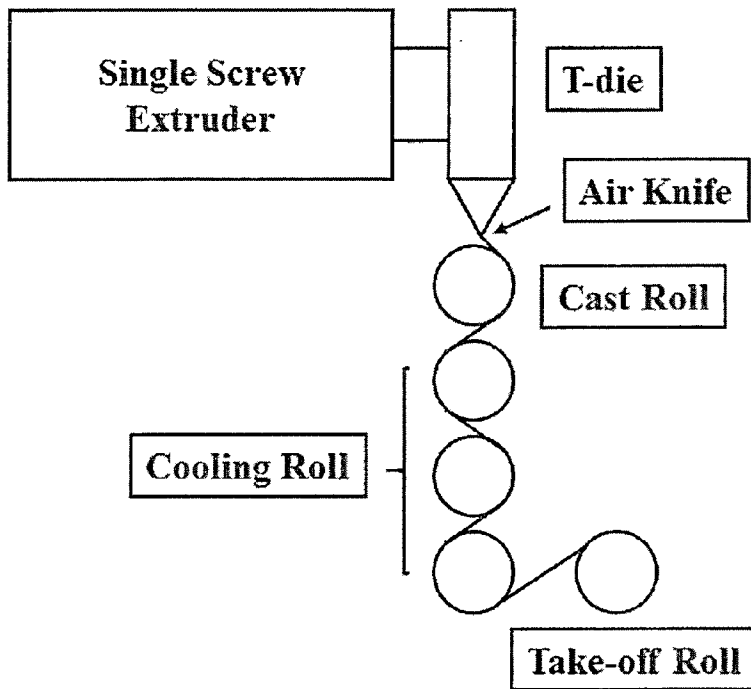 Single Screw
Extruder
T-die
Air Knife
Cast Roll
Cooling Roll
Take-off Roll